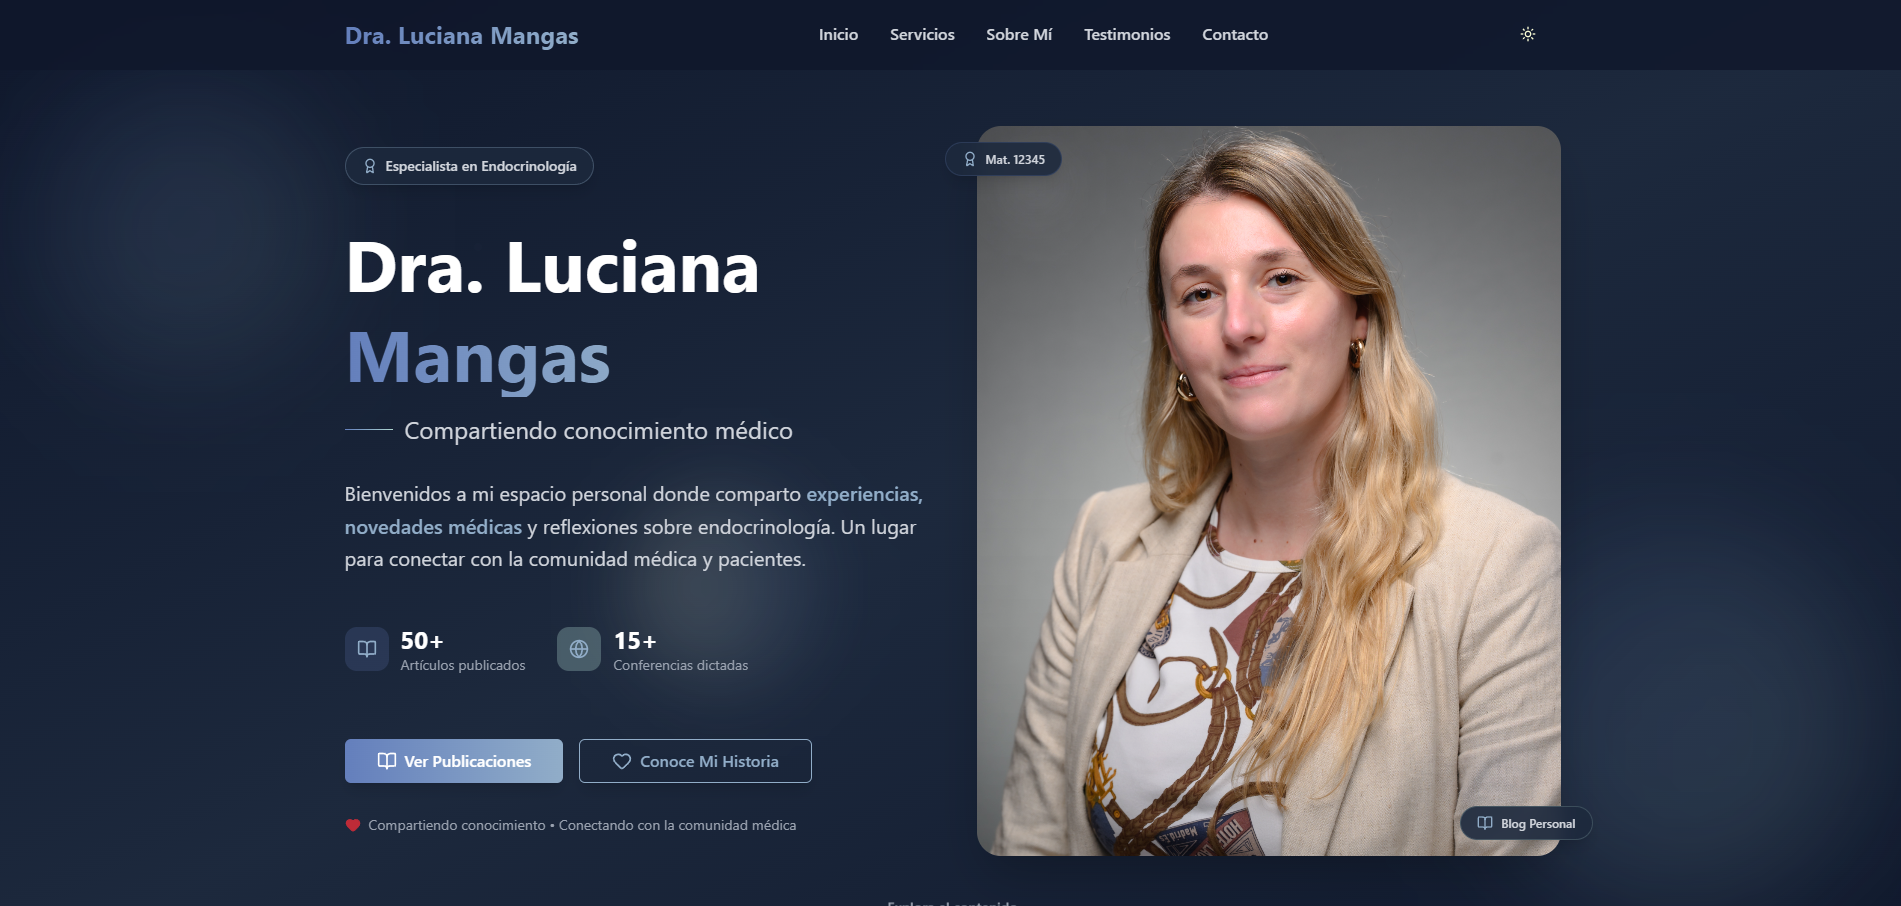 Dra. Luciana Mangas
Inicio
Servicios
Sobre Mí
Testimonios
Contacto
Especialista en Endocrinología
Mat. 12345
Dra. Luciana
Mangas
Compartiendo conocimiento médico
Bienvenidos a mi espacio personal donde comparto experiencias,
novedades médicas y reflexiones sobre endocrinología. Un lugar
para conectar con la comunidad médica y pacientes.
50+
Artículos publicados
15+
Conferencias dictadas
Ver Publicaciones
Conoce Mi Historia
Compartiendo conocimiento • Conectando con la comunidad médica
Madrid.Es
Blog Personal